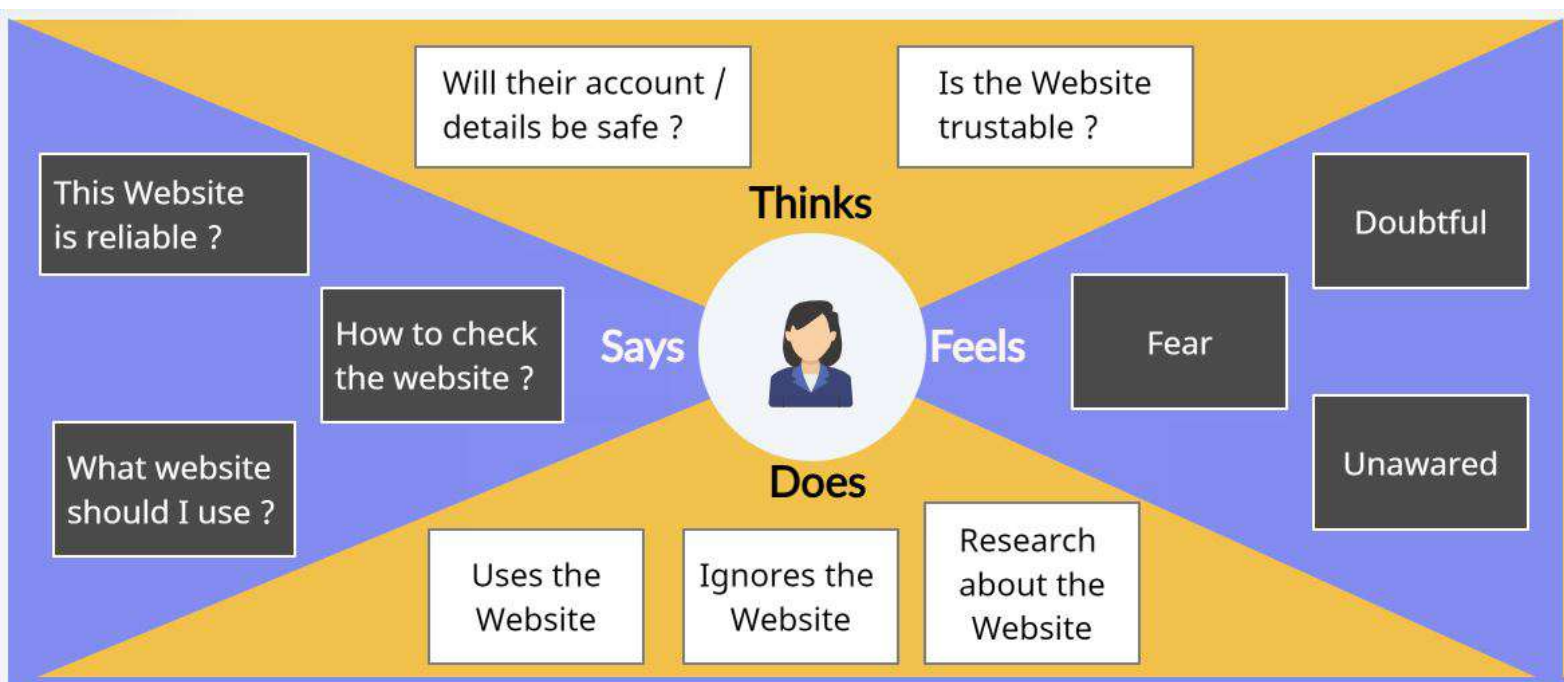 Will their account /
details be safe ?
Is the Website
trustable ?
Thinks
This Website
is reliable ?
How to check
the website ?
What website
should I use ?
Says
Feels
Doubtful
Fear
Unawared
Does
Uses the
Website
Ignores the
Website
Research
about the
Website